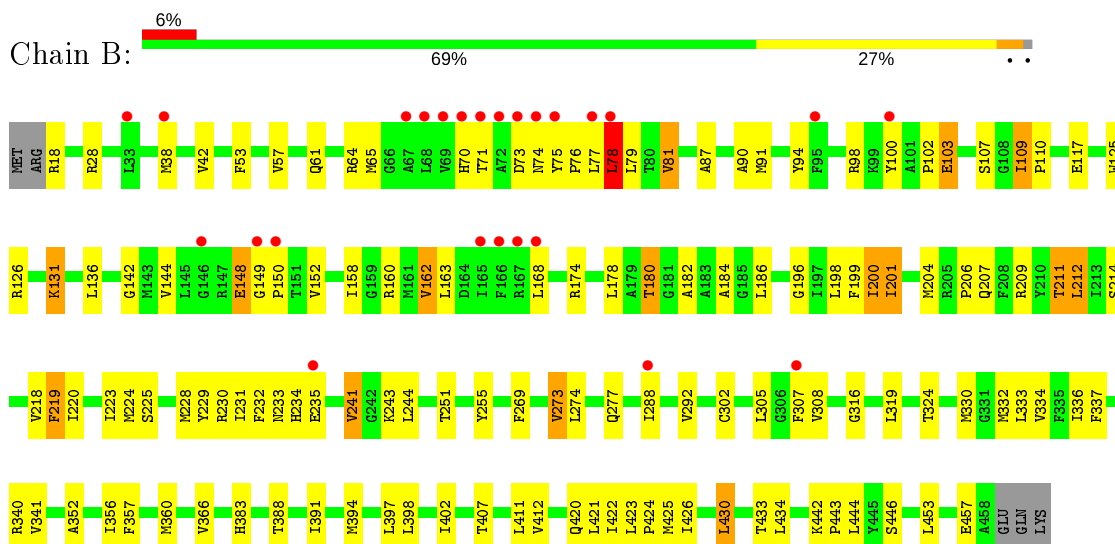 6%
Chain B:
69% 27% • •
MET ARG R18 R28 L33 M38 V42 F53 V57 Q61 R64 M65 G66 A67 L68 V69 H70 T71 A72 D73 N74 Y75 P76 L77 L78 L79 T80 V81 A87 A90 M91 Y94 F95 R98 K99 Y100 A101 P102 E103 S107 G108 I109 P110 E117 W125
R126 K131 L136 G142 M143 V144 L145 G146 R147 E148 G149 P150 T151 V152 I158 G159 R160 M161 V162 L163 D164 I165 F166 R167 L168 R174 L178 A179 T180 G181 A182 A183 A184 G185 L186 G196 I197 L198 F199 I200 I201 M204 R205 P206 Q207 F208 R209 Y210 T211 L212 I213 S214
V218 F219 I220 I223 M224 S225 M228 Y229 R230 I231 F232 N233 H234 E235 V241 G242 K243 L244 T251 Y255 F269 V273 L274 Q277 I288 V292 C302 L305 G306 F307 V308 G316 L319 T324 M330 G331 M332 L333 V334 F335 I336 F337
R340 V341 A352 I356 F357 M360 V366 H383 T388 I391 M394 L397 L398 I402 T407 L411 V412 Q420 L421 I422 L423 P424 M425 I426 L430 T433 L434 K442 P443 L444 Y445 S446 L453 E457 A458 GLU GLN LYS